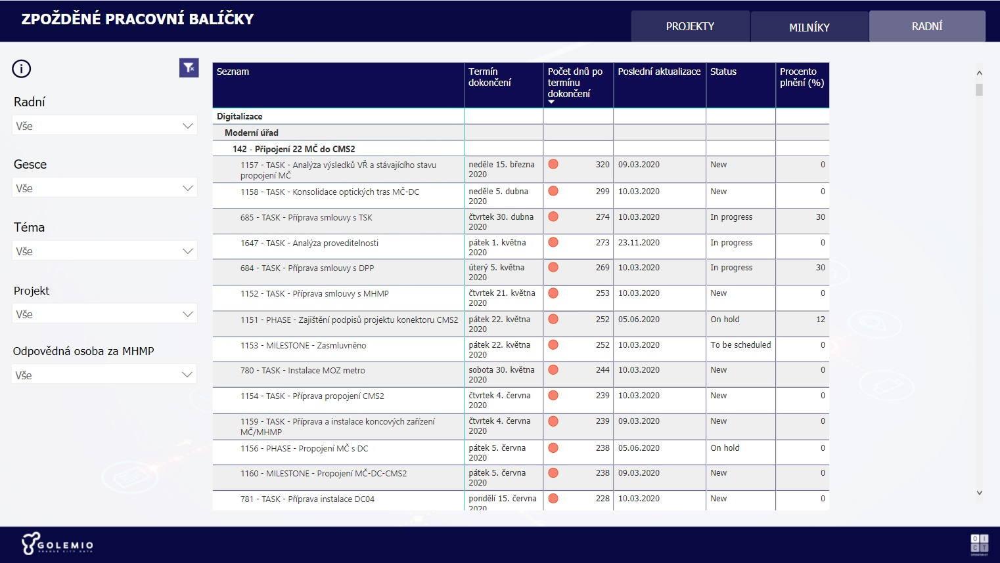 ZPOŽDĚNÉ PRACOVNÍ BALÍČKY
PROJEKTY
MILNÍKY
RADNÍ
Radní
Vše
Gesce
Vše
Téma
Vše
Projekt
Vše
Odpovědná osoba za MHMP
Vše
Seznam
Termín
dokončení
Počet dnů po
termínu
dokončení
Poslední aktualizace
Status
Procento
plnění (%)
Digitalizace
Moderní úřad
142 - Připojení 22 MČ do CMS2
1157 - TASK - Analýza výsledků VŘ a stávajícího stavu
propojení MČ
neděle 15. března
2020
320
09.03.2020
New
0
1158 - TASK - Konsolidace optických tras MČ-DC
neděle 5. dubna
2020
299
10.03.2020
New
0
685 - TASK - Příprava smlouvy s TSK
čtvrtek 30. dubna
2020
274
10.03.2020
In progress
30
1647 - TASK - Analýza proveditelnosti
pátek 1. května
2020
273
23.11.2020
In progress
0
684 - TASK - Příprava smlouvy s DPP
úterý 5. května
2020
269
10.03.2020
In progress
30
1152 - TASK - Příprava smlouvy s MHMP
čtvrtek 21. května
2020
253
10.03.2020
New
0
1151 - PHASE - Zajištění podpisů projektu konektoru CMS2
pátek 22. května
2020
252
05.06.2020
On hold
12
1153 - MILESTONE - Zasmluvněno
pátek 22. května
2020
252
10.03.2020
To be scheduled
0
780 - TASK - Instalace MOZ metro
sobota 30. května
2020
244
10.03.2020
New
0
1154 - TASK - Příprava propojení CMS2
čtvrtek 4. června
2020
239
10.03.2020
New
0
1159 - TASK - Příprava a instalace koncových zařízení
MČ/MHMP
čtvrtek 4. června
2020
239
09.03.2020
New
0
1156 - PHASE - Propojení MČ s DC
pátek 5. června
2020
238
05.06.2020
On hold
0
1160 - MILESTONE - Propojení MČ-DC-CMS2
pátek 5. června
2020
238
09.03.2020
New
0
781 - TASK - Příprava instalace DC04
pondělí 15. června
2020
228
10.03.2020
New
0
GOLEMIO
PRAGUE CITY DATA
O I
C T
OPERATOR ICT